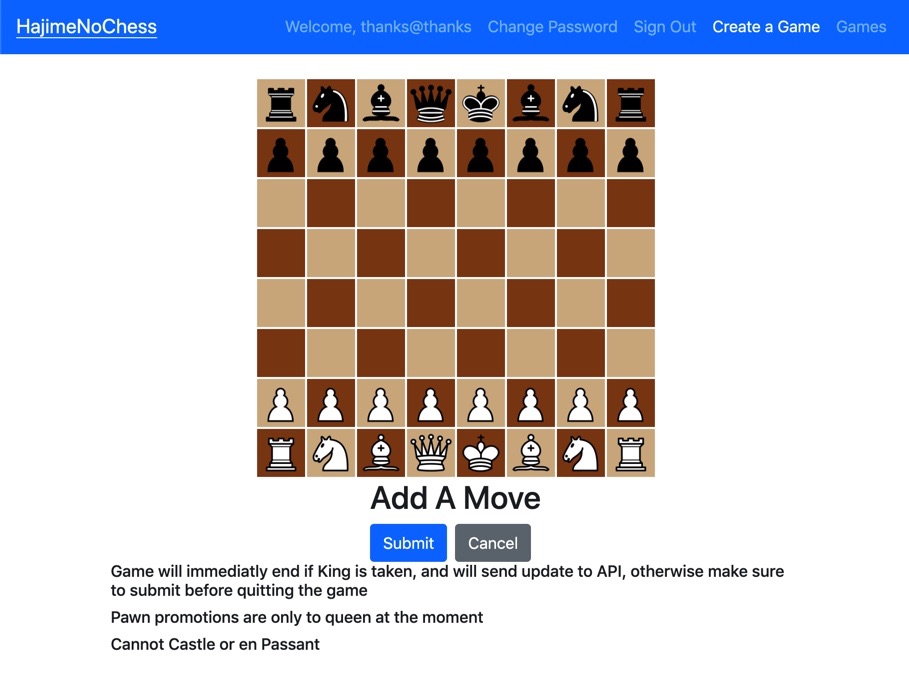 HajimeNoChess
Welcome, thanks@thanks Change Password Sign Out Create a Game Games
Add A Move
Submit Cancel
Game will immediatly end if King is taken, and will send update to API, otherwise make sure
to submit before quitting the game
Pawn promotions are only to queen at the moment
Cannot Castle or en Passant